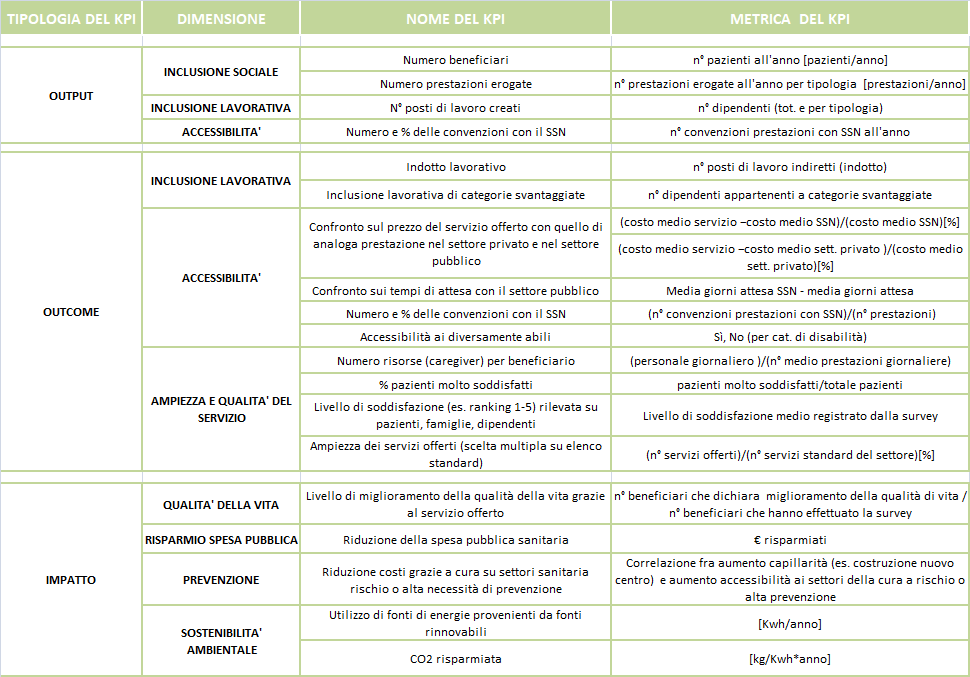 TIPOLOGIA DEL KPI DIMENSIONE NOME DEL KPI METRICA DEL KPI
OUTPUT
INCLUSIONE SOCIALE
Numero beneficiari
n° pazienti all'anno [pazienti/anno]
Numero prestazioni erogate
n° prestazioni erogate all'anno per tipologia [prestazioni/anno]
INCLUSIONE LAVORATIVA
N° posti di lavoro creati
n° dipendenti (tot. e per tipologia)
ACCESSIBILITA'
Numero e % delle convenzioni con il SSN
n° convenzioni prestazioni con SSN all'anno
OUTCOME
INCLUSIONE LAVORATIVA
Indotto lavorativo
n° posti di lavoro indiretti (indotto)
Inclusione lavorativa di categorie svantaggiate
n° dipendenti appartenenti a categorie svantaggiate
ACCESSIBILITA'
Confronto sul prezzo del servizio offerto con quello di
analoga prestazione nel settore privato e nel settore
pubblico
(costo medio servizio –costo medio SSN)/(costo medio SSN)[%]
(costo medio servizio –costo medio sett. privato )/(costo medio
sett. privato)[%]
Confronto sui tempi di attesa con il settore pubblico
Media giorni attesa SSN - media giorni attesa
Numero e % delle convenzioni con il SSN
(n° convenzioni prestazioni con SSN)/(n° prestazioni)
Accessibilità ai diversamente abili
Sì, No (per cat. di disabilità)
AMPIEZZA E QUALITA' DEL
SERVIZIO
Numero risorse (caregiver) per beneficiario
(personale giornaliero )/(n° medio prestazioni giornaliere)
% pazienti molto soddisfatti
pazienti molto soddisfatti/totale pazienti
Livello di soddisfazione (es. ranking 1-5) rilevata su
pazienti, famiglie, dipendenti
Livello di soddisfazione medio registrato dalla survey
Ampiezza dei servizi offerti (scelta multipla su elenco
standard)
(n° servizi offerti)/(n° servizi standard del settore)[%]
IMPATTO
QUALITA' DELLA VITA
Livello di miglioramento della qualità della vita grazie
al servizio offerto
n° beneficiari che dichiara miglioramento della qualità di vita /
n° beneficiari che hanno effettuato la survey
RISPARMIO SPESA PUBBLICA
Riduzione della spesa pubblica sanitaria
€ risparmiati
PREVENZIONE
Riduzione costi grazie a cura su settori sanitaria
rischio o alta necessità di prevenzione
Correlazione fra aumento capillarità (es. costruzione nuovo
centro) e aumento accessibilità ai settori della cura a rischio o
alta prevenzione
SOSTENIBILITA'
AMBIENTALE
Utilizzo di fonti di energie provenienti da fonti
rinnovabili
[Kwh/anno]
CO2 risparmiata
[kg/Kwh*anno]